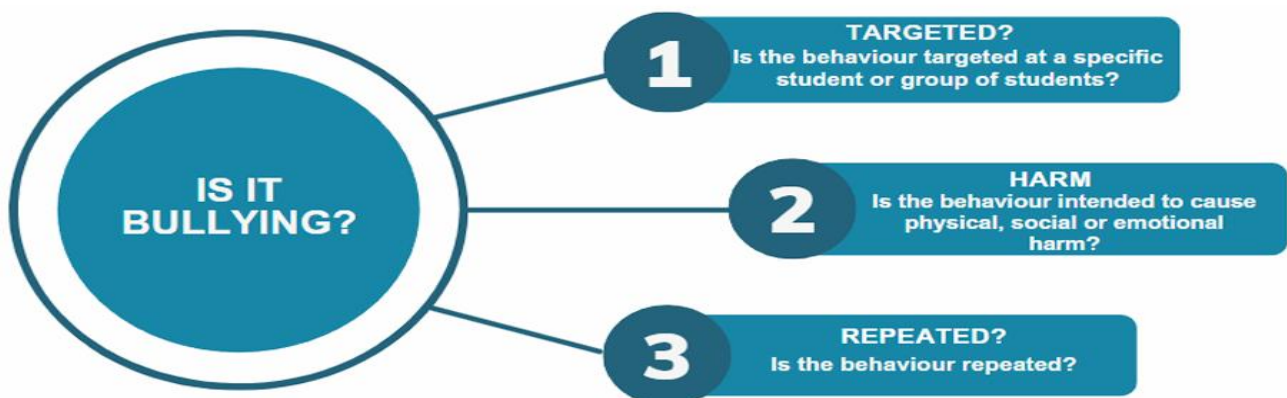 IS IT
BULLYING?
1
TARGETED?
Is the behaviour targeted at a specific
student or group of students?
2
HARM
Is the behaviour intended to cause
physical, social or emotional
harm?
3
REPEATED?
Is the behaviour repeated?